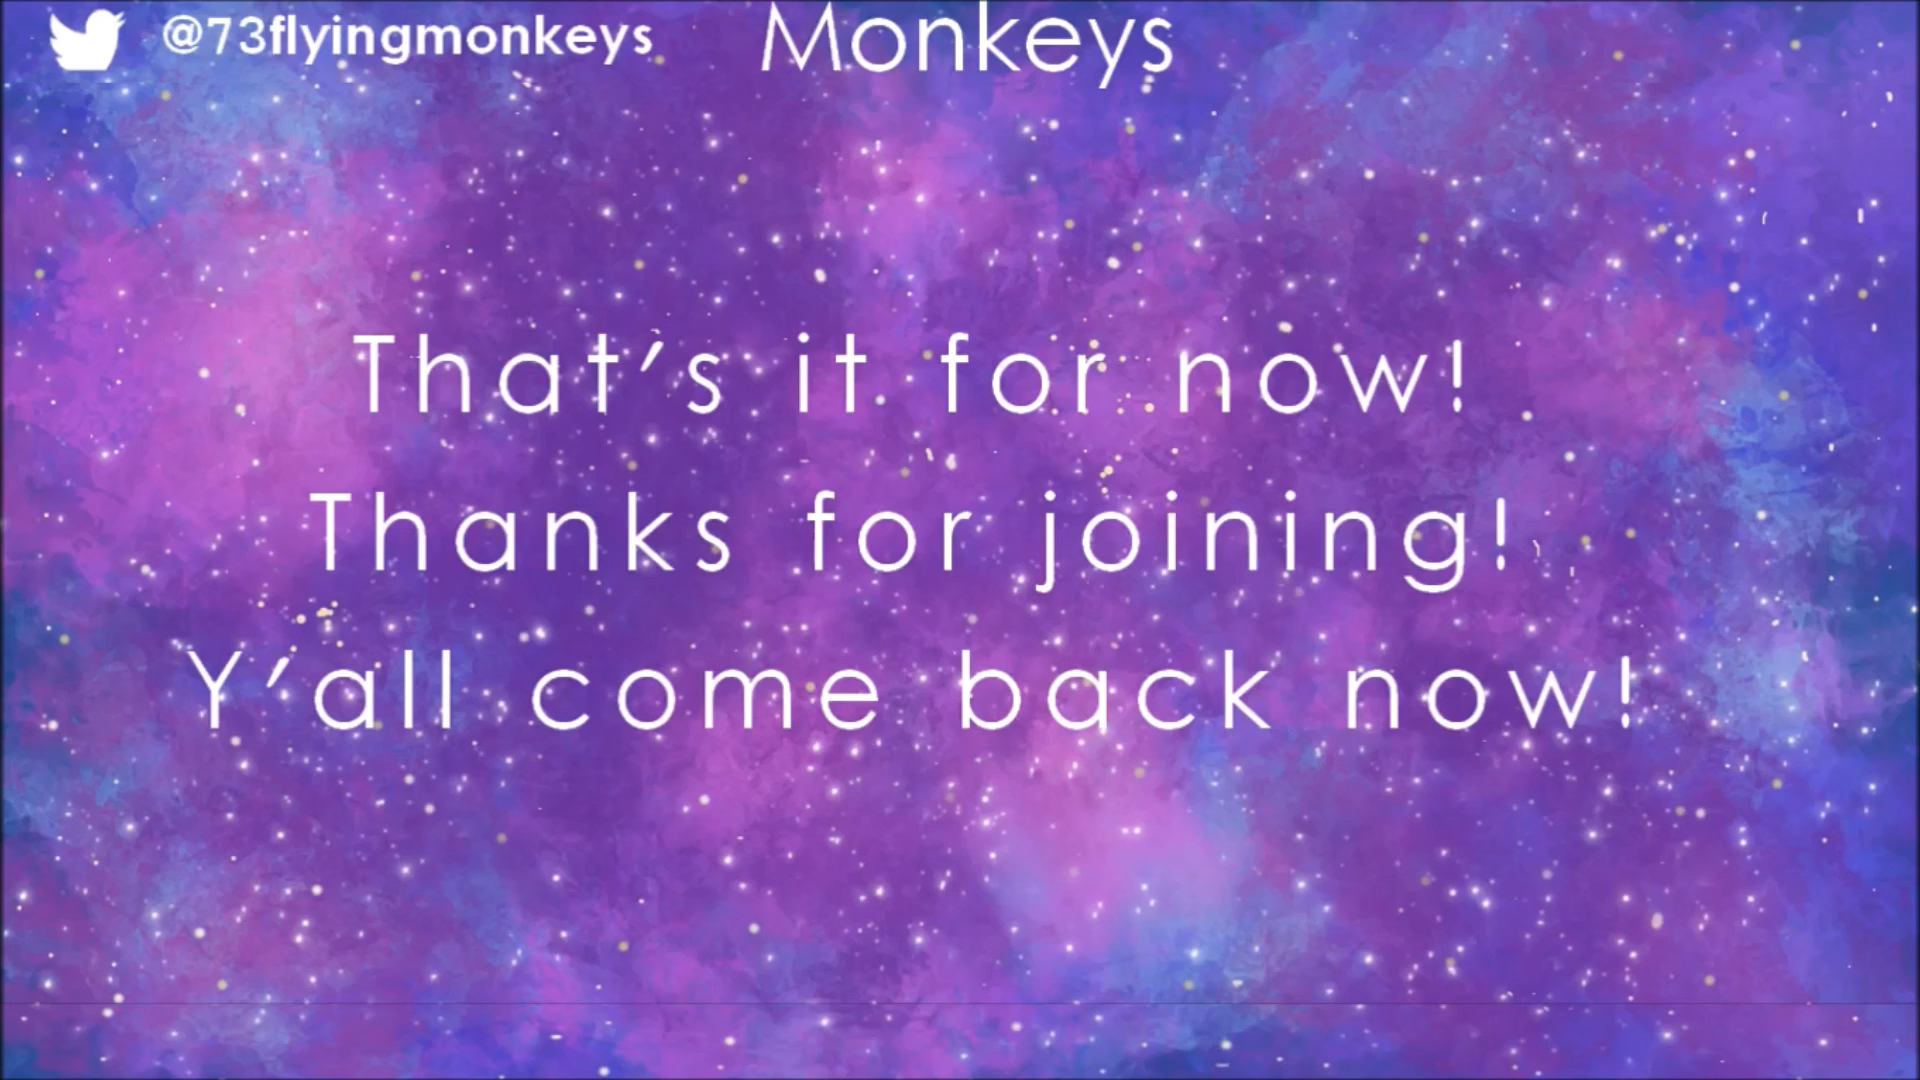 @73flyingmonkeys
Monkeys
That's it for now!
Thanks for joining!
Y'all come back now!